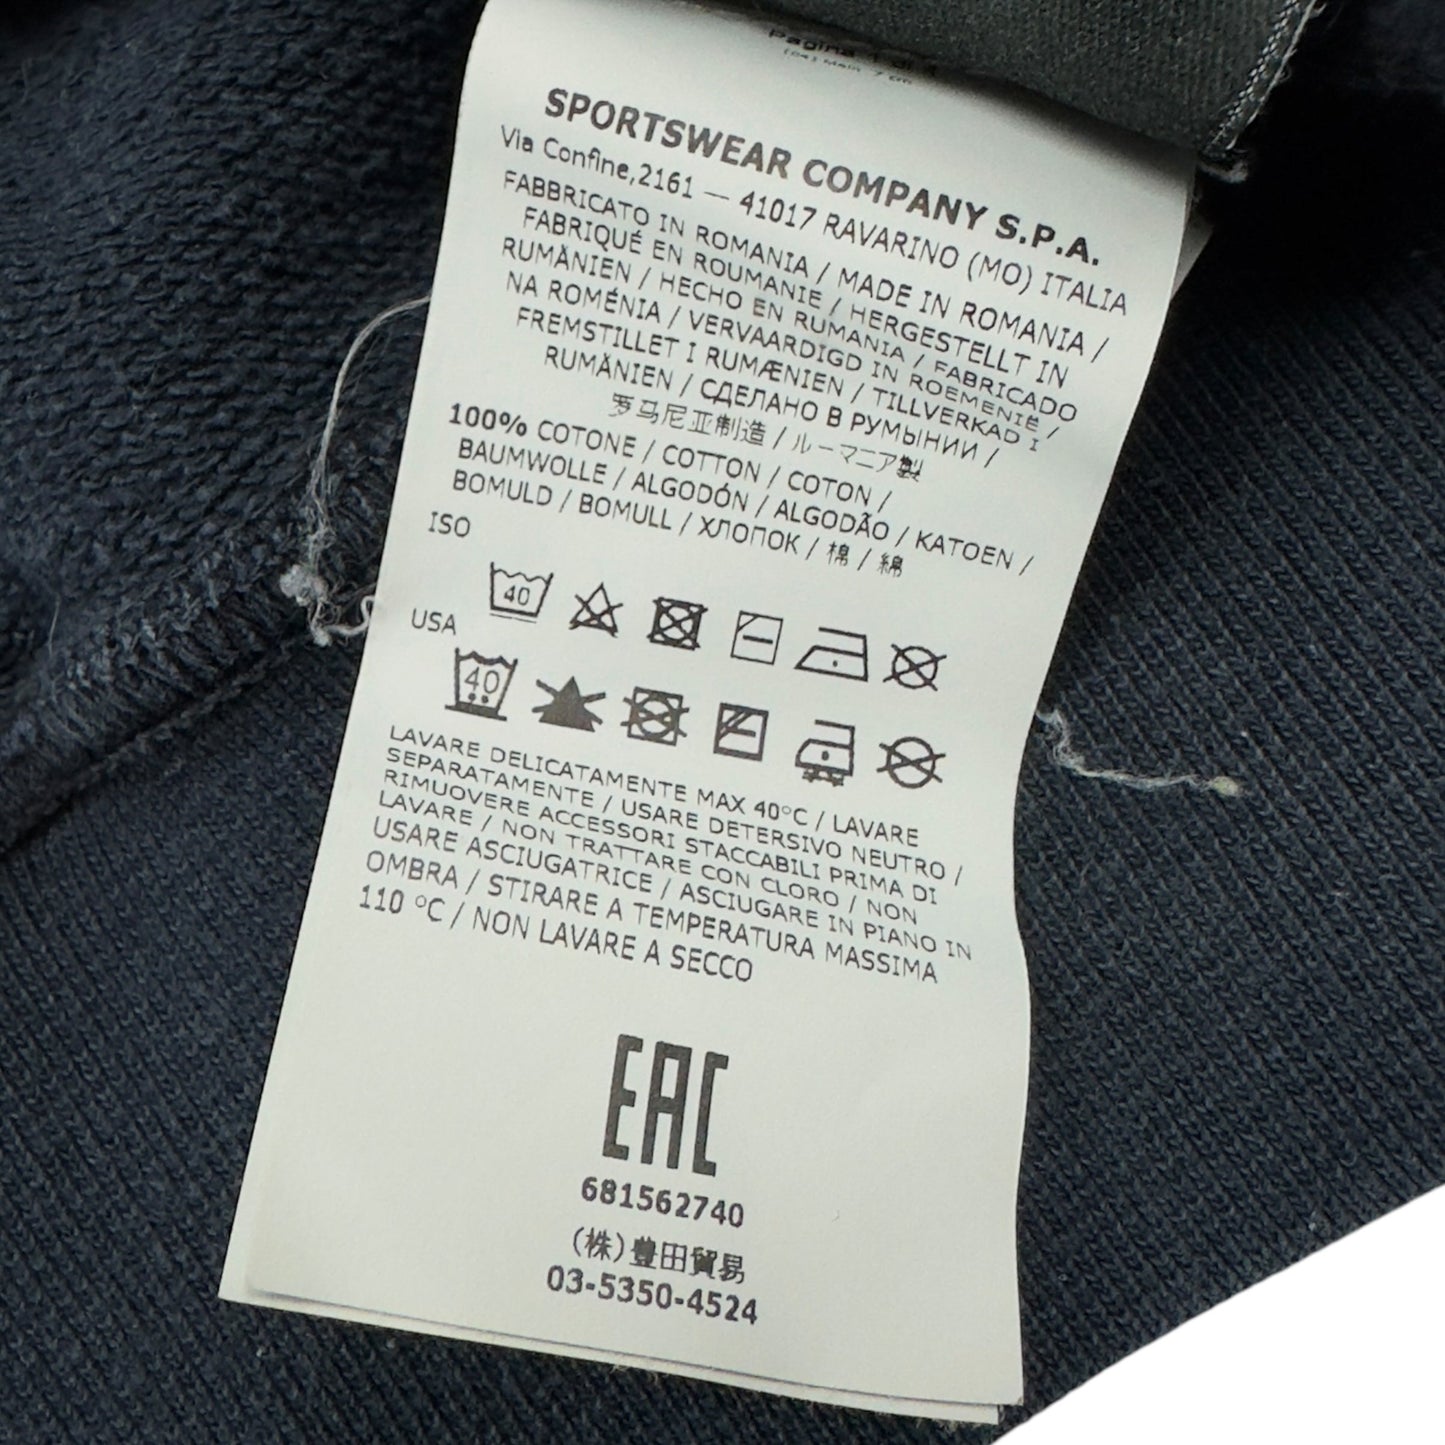 Pagina 1 di 1
SPORTSWEAR COMPANY S.P.A.
Via Confine,2161 — 41017 RAVARINO (MO) ITALIA
FABBRICATO IN ROMANIA / MADE IN ROMANIA /
FABRIQUÉ EN ROUMANIE / HERGESTELLT IN
RUMÄNIEN / HECHO EN RUMANIA / FABRICADO
NA ROMÉNIA / VERVAARDIGD IN ROEMENIË /
FREMSTILLET I RUMÆNIEN / TILLVERKAD I
RUMÄNIEN / СДЕЛАНО В РУМЫНИИ /
罗马尼亚制造 / ルーマニア製
100% COTONE / COTTON / COTON /
BAUMWOLLE / ALGODÓN / ALGODÃO / KATOEN /
BOMULD / BOMULL / ХЛОПОК / 棉 / 綿
ISO
40
USA
40
LAVARE DELICATAMENTE MAX 40°C / LAVARE
SEPARATAMENTE / USARE DETERSIVO NEUTRO /
RIMUOVERE ACCESSORI STACCABILI PRIMA DI
LAVARE / NON TRATTARE CON CLORO / NON
USARE ASCIUGATRICE / ASCIUGARE IN PIANO IN
OMBRA / STIRARE A TEMPERATURA MASSIMA
110 °C / NON LAVARE A SECCO
EAC
681562740
(株)豊田貿易
03-5350-4524